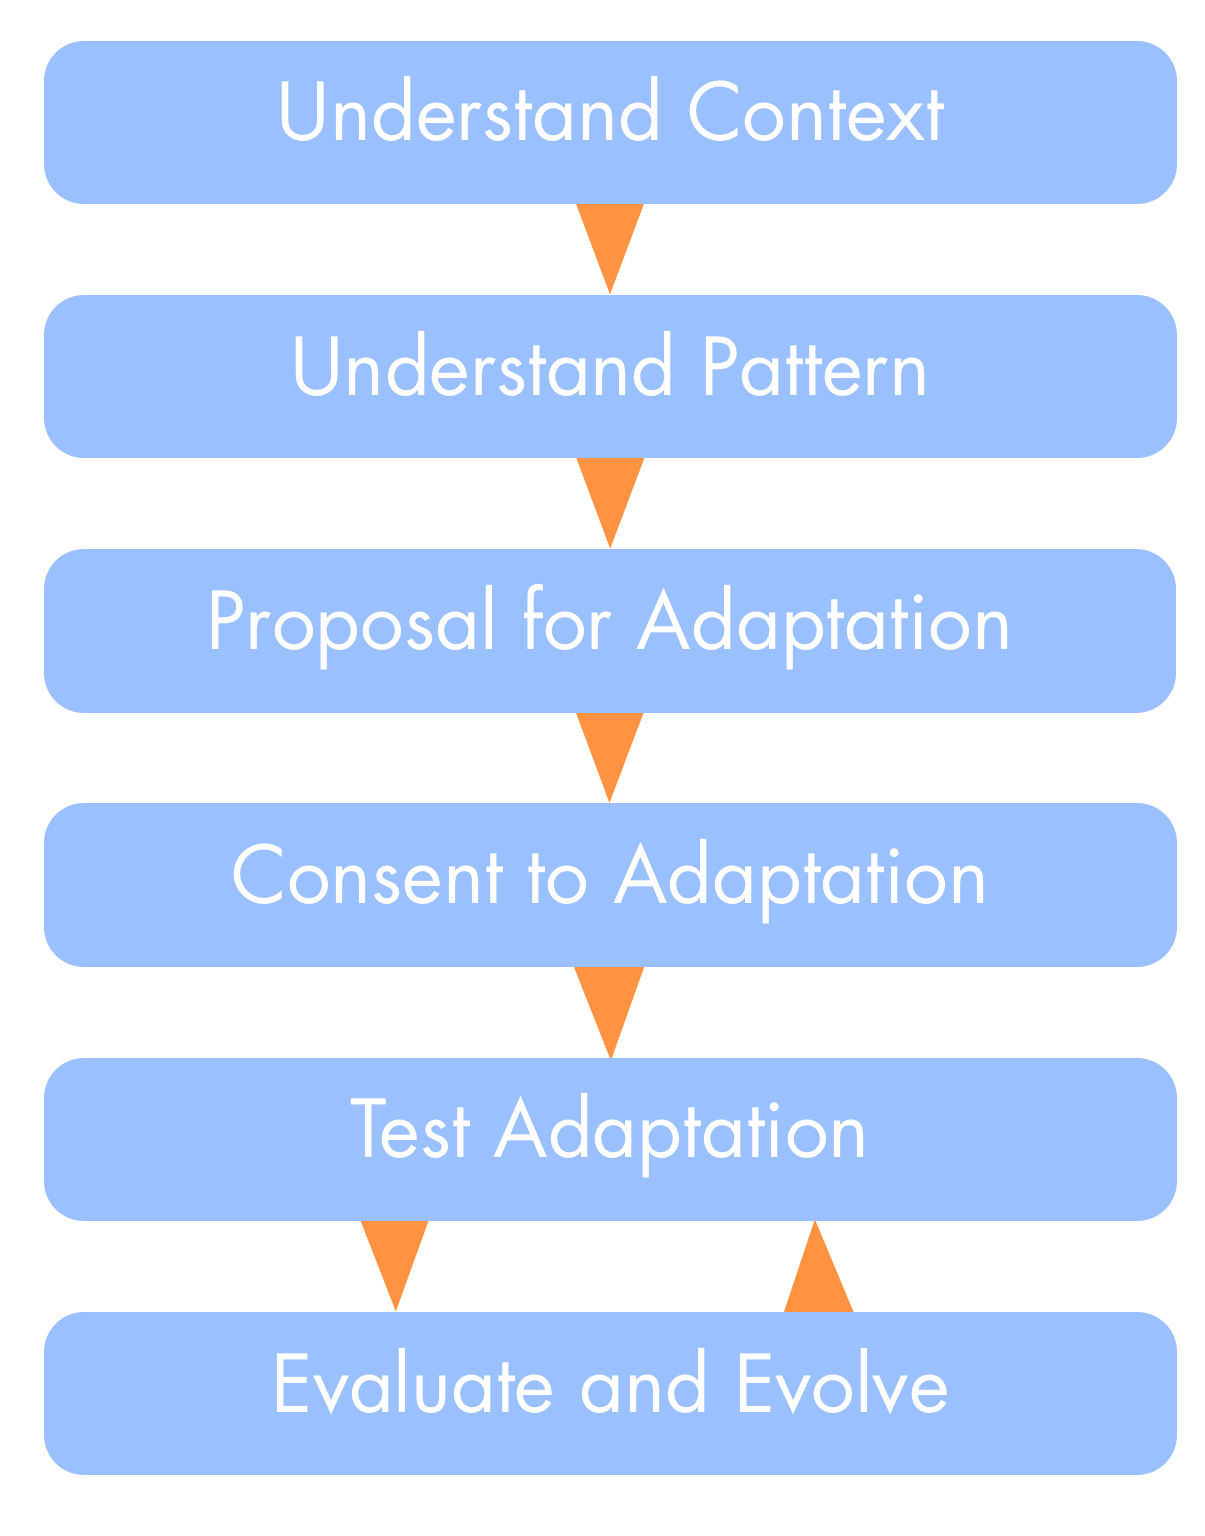 Understand Context
Understand Pattern
Proposal for Adaptation
Consent to Adaptation
Test Adaptation
Evaluate and Evolve